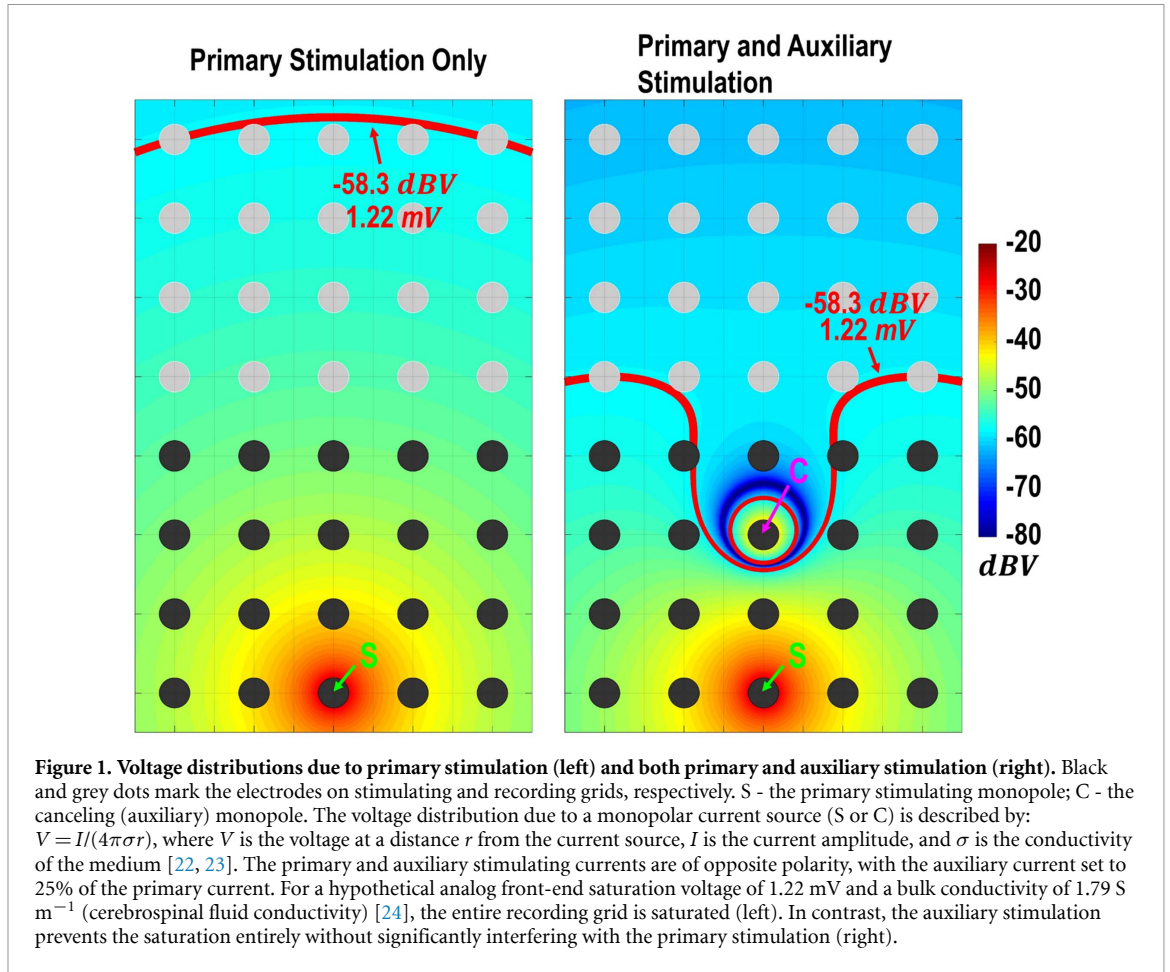 Primary Stimulation Only
Primary and Auxiliary
Stimulation
-58.3 dBV
1.22 mV
S
-58.3 dBV
1.22 mV
C
S
-20
-30
-40
-50
-60
-70
-80
dBV
Figure 1. Voltage distributions due to primary stimulation (left) and both primary and auxiliary stimulation (right). Black
and grey dots mark the electrodes on stimulating and recording grids, respectively. S - the primary stimulating monopole; C - the
canceling (auxiliary) monopole. The voltage distribution due to a monopolar current source (S or C) is described by:
V = I/(4πσr), where V is the voltage at a distance r from the current source, I is the current amplitude, and σ is the conductivity
of the medium [22, 23]. The primary and auxiliary stimulating currents are of opposite polarity, with the auxiliary current set to
25% of the primary current. For a hypothetical analog front-end saturation voltage of 1.22 mV and a bulk conductivity of 1.79 S
m⁻¹ (cerebrospinal fluid conductivity) [24], the entire recording grid is saturated (left). In contrast, the auxiliary stimulation
prevents the saturation entirely without significantly interfering with the primary stimulation (right).